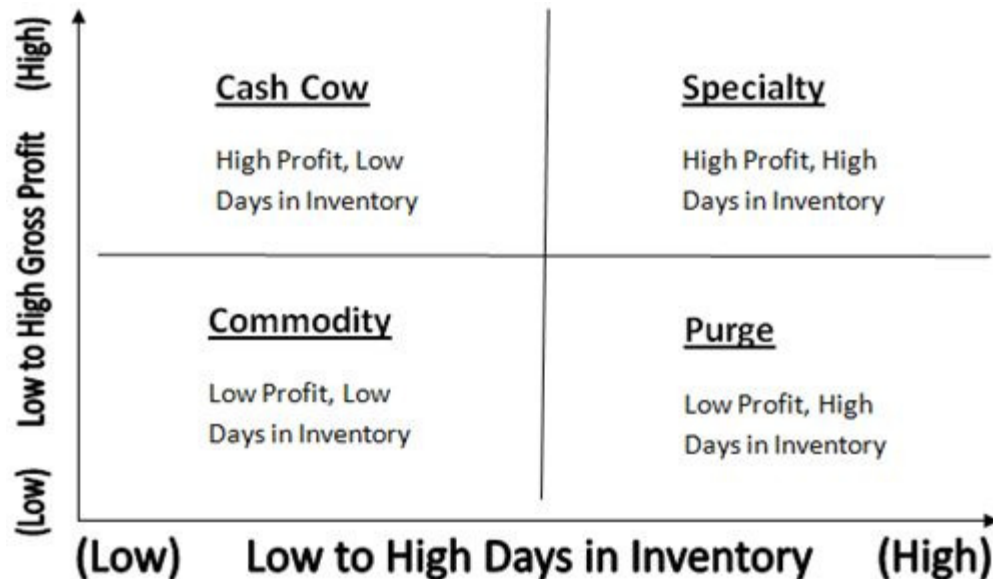 (High)
Low to High Gross Profit
(Low)
Cash Cow
High Profit, Low
Days in Inventory
Specialty
High Profit, High
Days in Inventory
Commodity
Low Profit, Low
Days in Inventory
Purge
Low Profit, High
Days in Inventory
(Low) Low to High Days in Inventory (High)